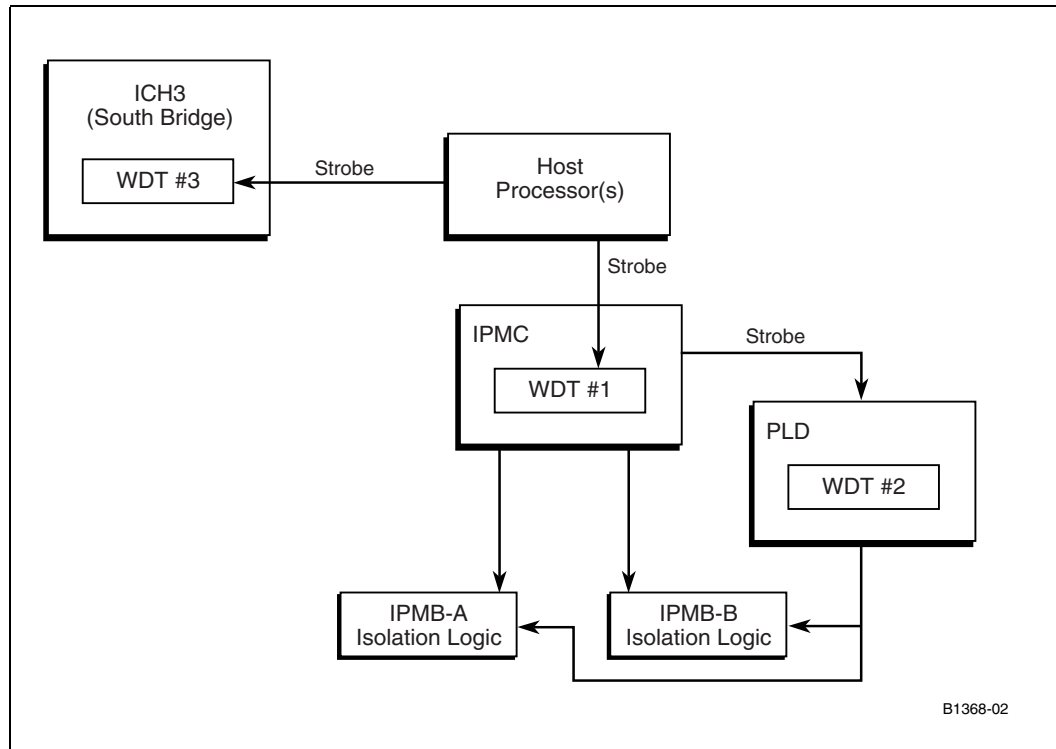 ICH3
(South Bridge)
WDT #3
Strobe
Host
Processor(s)
Strobe
IPMC
WDT #1
Strobe
PLD
WDT #2
IPMB-A
Isolation Logic
IPMB-B
Isolation Logic
B1368-02